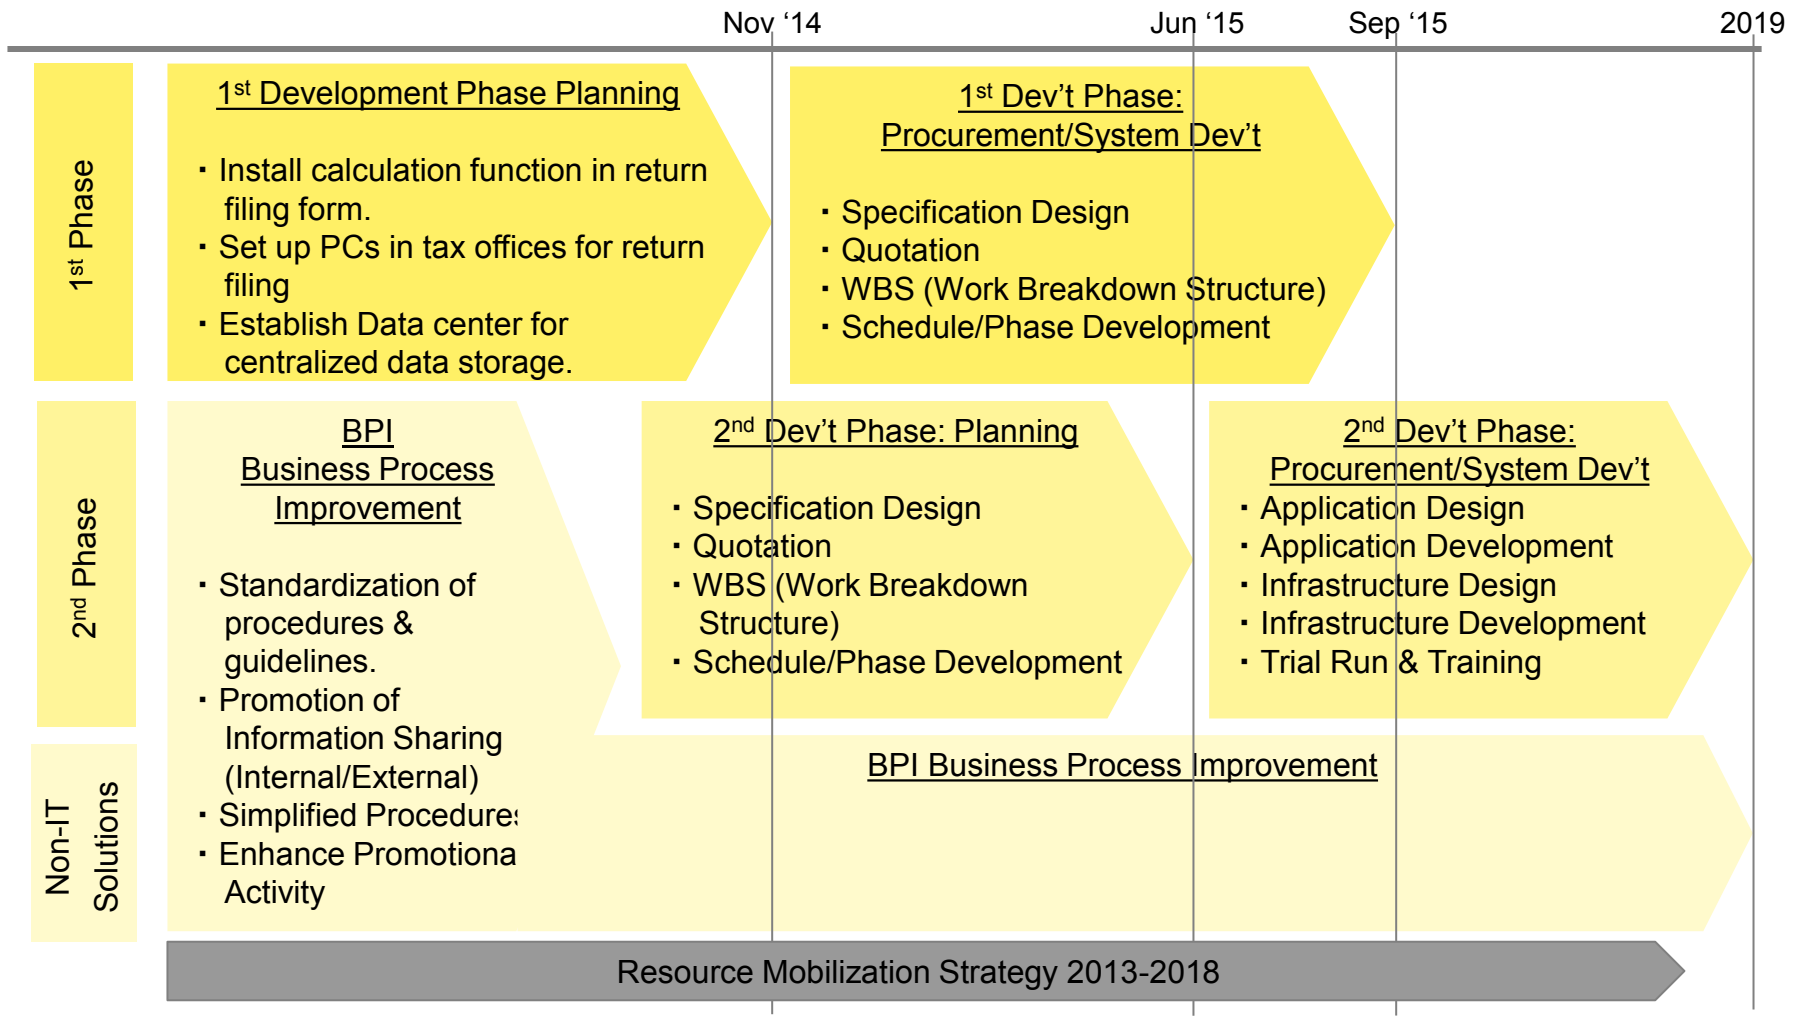 Nov ‘14
Jun ‘15
Sep ‘15
2019
1st Phase
1st Development Phase Planning
・Install calculation function in return
filing form.
・Set up PCs in tax offices for return
filing
・Establish Data center for
centralized data storage.
1st Dev’t Phase:
Procurement/System Dev’t
・Specification Design
・Quotation
・WBS (Work Breakdown Structure)
・Schedule/Phase Development
2nd Phase
BPI
Business Process
Improvement
・Standardization of
procedures &
guidelines.
・Promotion of
Information Sharing
(Internal/External)
・Simplified Procedures
・Enhance Promotiona
Activity
2nd Dev’t Phase: Planning
・Specification Design
・Quotation
・WBS (Work Breakdown
Structure)
・Schedule/Phase Development
2nd Dev’t Phase:
Procurement/System Dev’t
・Application Design
・Application Development
・Infrastructure Design
・Infrastructure Development
・Trial Run & Training
Non-IT
Solutions
BPI Business Process Improvement
Resource Mobilization Strategy 2013-2018